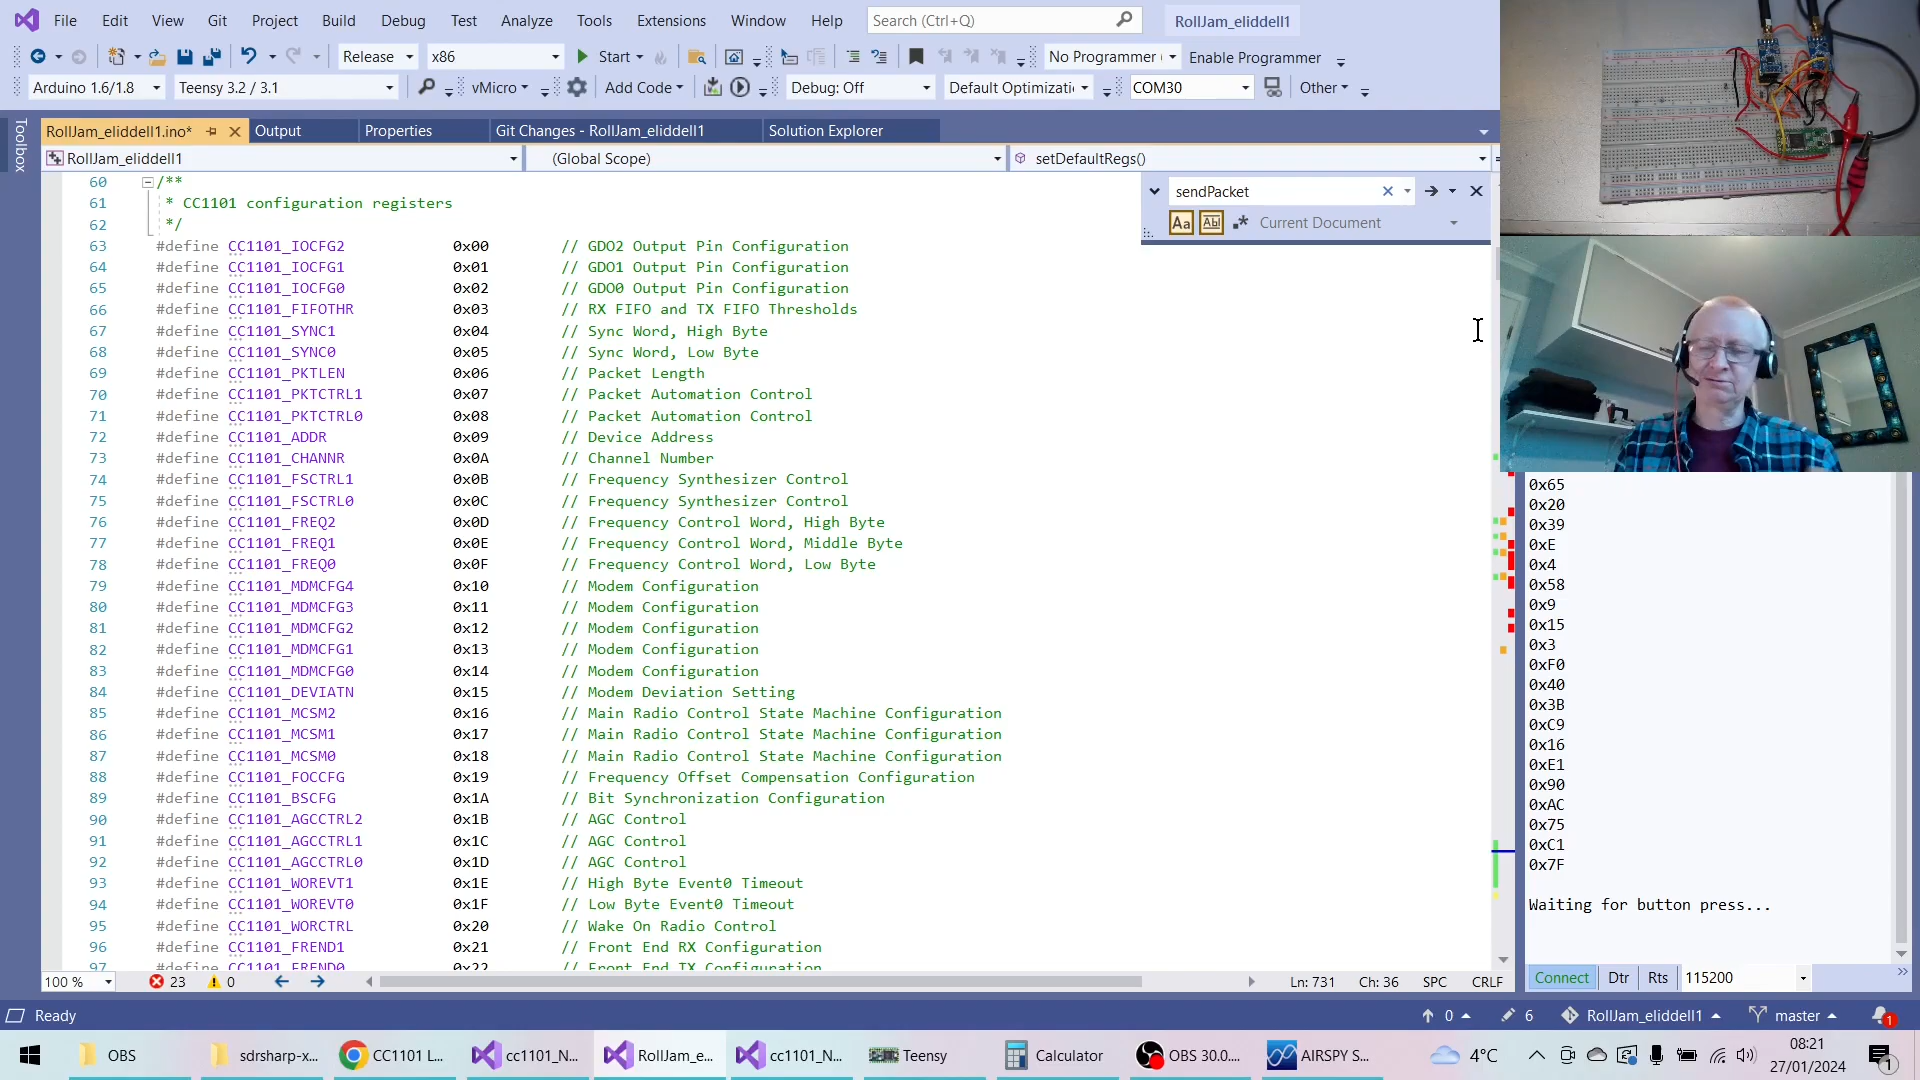 File Edit View Git Project Build Debug Test Analyze Tools Extensions Window Help Search (Ctrl+Q) RollJam_eliddell1
Release x86 Start No Programmer Enable Programmer
Arduino 1.6/1.8 Teensy 3.2 / 3.1 vMicro Add Code Debug: Off Default Optimizati COM30 Other
Toolbox
RollJam_eliddell1.ino* Output Properties Git Changes - RollJam_eliddell1 Solution Explorer
RollJam_eliddell1 (Global Scope) setDefaultRegs()
sendPacket
Aa Abl Current Document
60 /**
61 * CC1101 configuration registers
62 */
63 #define CC1101_IOCFG2 0x00 // GDO2 Output Pin Configuration
64 #define CC1101_IOCFG1 0x01 // GDO1 Output Pin Configuration
65 #define CC1101_IOCFG0 0x02 // GDO0 Output Pin Configuration
66 #define CC1101_FIFOTHR 0x03 // RX FIFO and TX FIFO Thresholds
67 #define CC1101_SYNC1 0x04 // Sync Word, High Byte
68 #define CC1101_SYNC0 0x05 // Sync Word, Low Byte
69 #define CC1101_PKTLEN 0x06 // Packet Length
70 #define CC1101_PKTCTRL1 0x07 // Packet Automation Control
71 #define CC1101_PKTCTRL0 0x08 // Packet Automation Control
72 #define CC1101_ADDR 0x09 // Device Address
73 #define CC1101_CHANNR 0x0A // Channel Number
74 #define CC1101_FSCTRL1 0x0B // Frequency Synthesizer Control
75 #define CC1101_FSCTRL0 0x0C // Frequency Synthesizer Control
76 #define CC1101_FREQ2 0x0D // Frequency Control Word, High Byte
77 #define CC1101_FREQ1 0x0E // Frequency Control Word, Middle Byte
78 #define CC1101_FREQ0 0x0F // Frequency Control Word, Low Byte
79 #define CC1101_MDMCFG4 0x10 // Modem Configuration
80 #define CC1101_MDMCFG3 0x11 // Modem Configuration
81 #define CC1101_MDMCFG2 0x12 // Modem Configuration
82 #define CC1101_MDMCFG1 0x13 // Modem Configuration
83 #define CC1101_MDMCFG0 0x14 // Modem Configuration
84 #define CC1101_DEVIATN 0x15 // Modem Deviation Setting
85 #define CC1101_MCSM2 0x16 // Main Radio Control State Machine Configuration
86 #define CC1101_MCSM1 0x17 // Main Radio Control State Machine Configuration
87 #define CC1101_MCSM0 0x18 // Main Radio Control State Machine Configuration
88 #define CC1101_FOCCFG 0x19 // Frequency Offset Compensation Configuration
89 #define CC1101_BSCFG 0x1A // Bit Synchronization Configuration
90 #define CC1101_AGCCTRL2 0x1B // AGC Control
91 #define CC1101_AGCCTRL1 0x1C // AGC Control
92 #define CC1101_AGCCTRL0 0x1D // AGC Control
93 #define CC1101_WOREVT1 0x1E // High Byte Event0 Timeout
94 #define CC1101_WOREVT0 0x1F // Low Byte Event0 Timeout
95 #define CC1101_WORCTRL 0x20 // Wake On Radio Control
96 #define CC1101_FREND1 0x21 // Front End RX Configuration
97 #define CC1101_FREND0 0x22 // Front End TX Configuration
0x65
0x20
0x39
0xE
0x4
0x58
0x9
0x15
0x3
0xF0
0x40
0x3B
0xC9
0x16
0xE1
0x90
0xAC
0x75
0xC1
0x7F
Waiting for button press...
100 % 23 0 Ln: 731 Ch: 36 SPC CRLF
Connect Dtr Rts 115200
Ready 0 6 RollJam_eliddell1 master 1
OBS sdrsharp-x... CC1101 L... cc1101_N... RollJam_e... cc1101_N... Teensy Calculator OBS 30.0... AIRSPY S... 4°C 08:21
27/01/2024 1